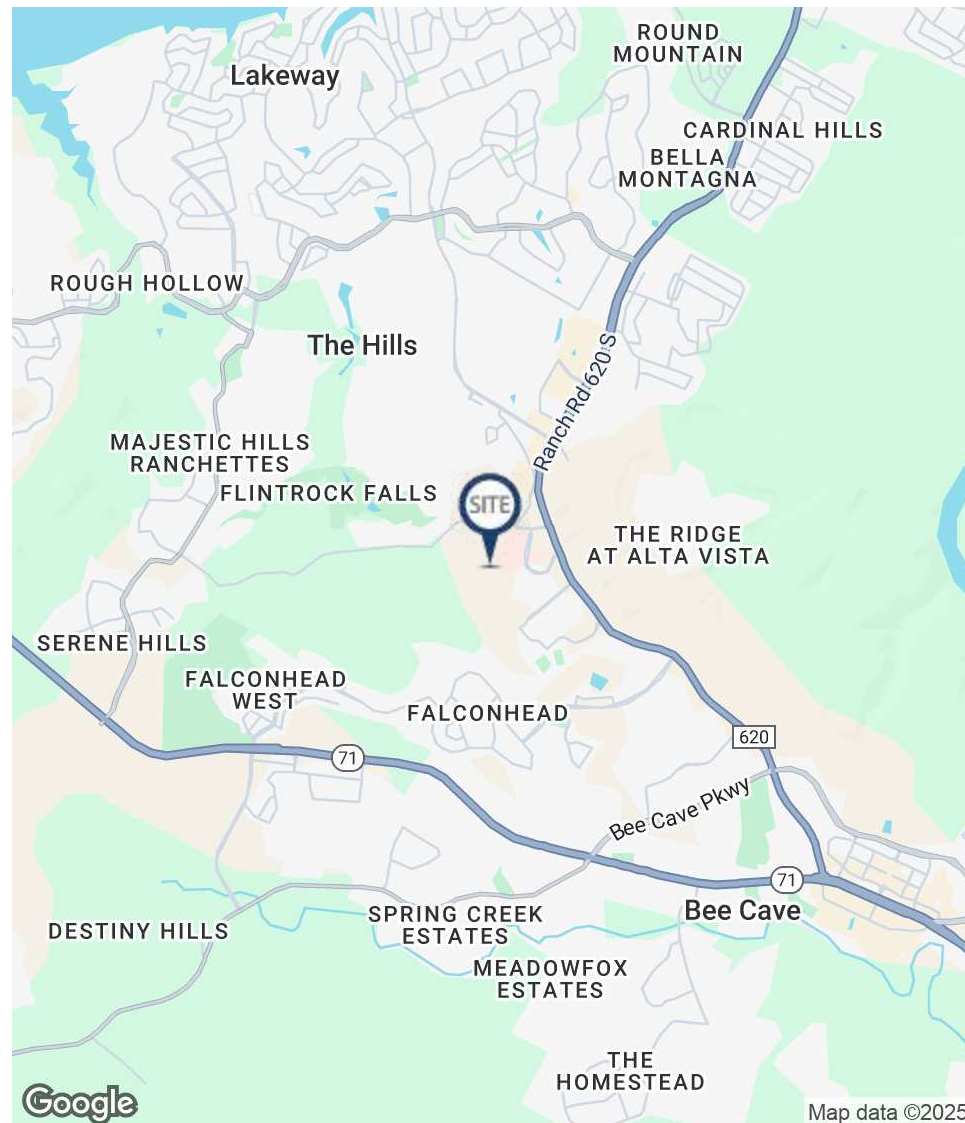 ROUND
MOUNTAIN
Lakeway
CARDINAL HILLS
BELLA
MONTAGNA
ROUGH HOLLOW
The Hills
Ranch Rd 620 S
MAJESTIC HILLS
RANCHETTES
FLINTROCK FALLS
SITE
THE RIDGE
AT ALTA VISTA
SERENE HILLS
FALCONHEAD
WEST
FALCONHEAD
620
71
Bee Cave Pkwy
71
Bee Cave
SPRING CREEK
ESTATES
DESTINY HILLS
MEADOWFOX
ESTATES
THE
HOMESTEAD
Google
Map data ©2025